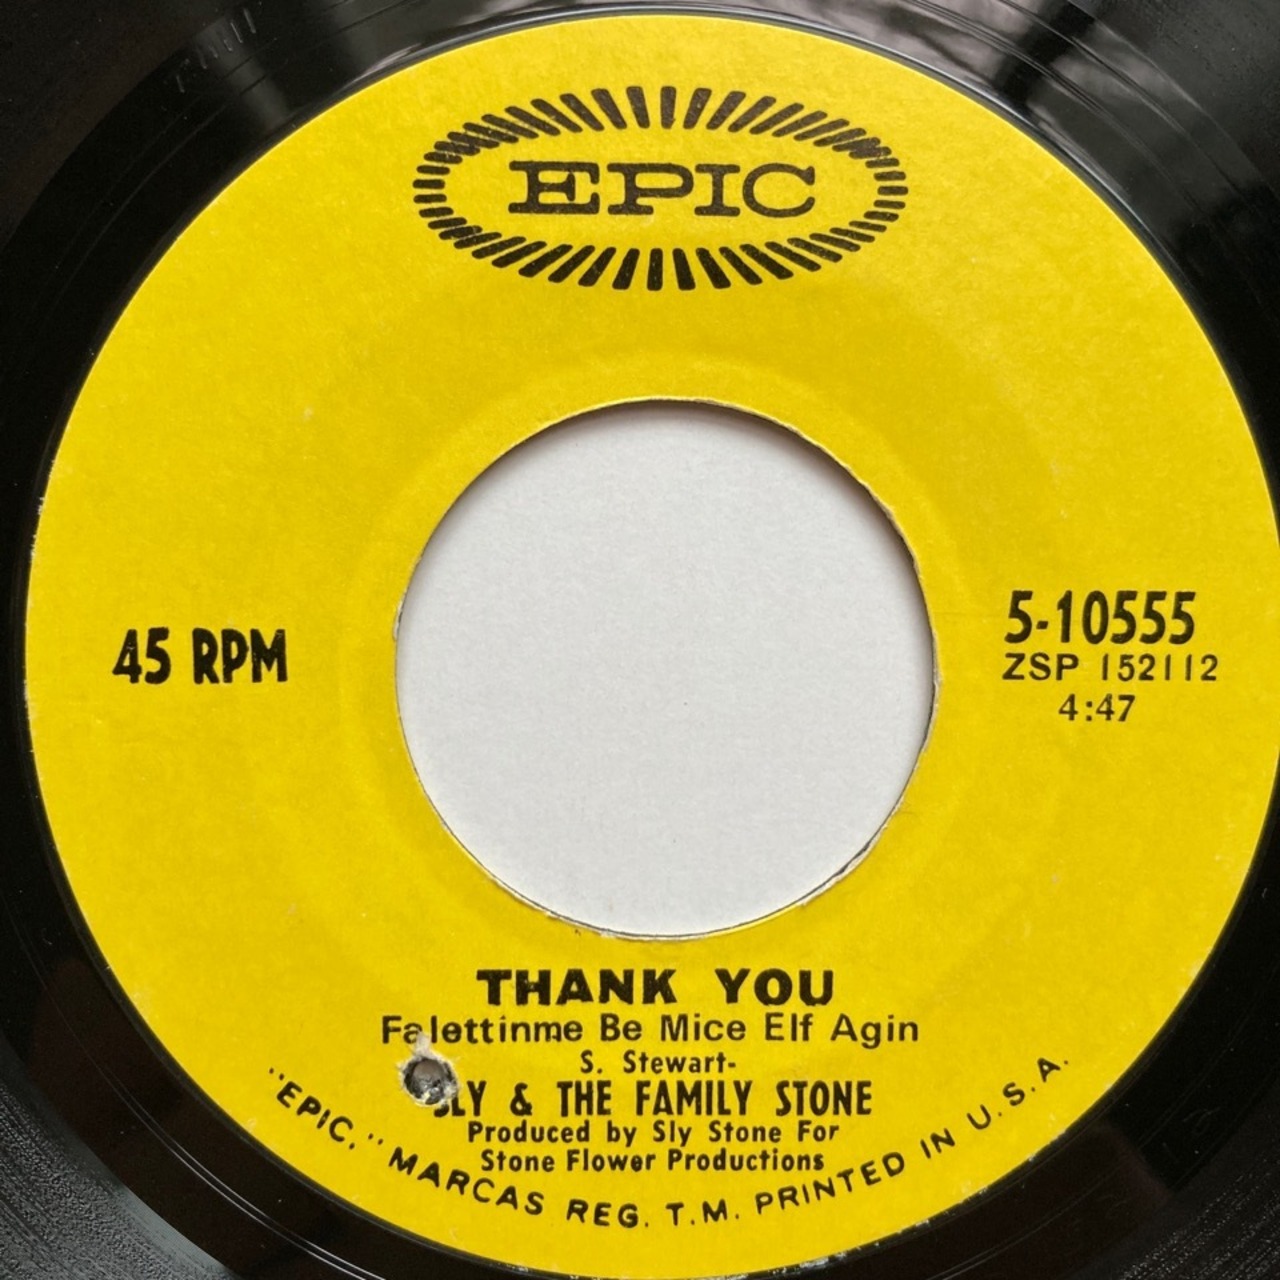 EPIC
45 RPM
5-10555
ZSP 152112
4:47
THANK YOU
Falettinme Be Mice Elf Agin
S. Stewart-
SLY & THE FAMILY STONE
Produced by Sly Stone For
Stone Flower Productions
"EPIC," MARCAS REG. T.M. PRINTED IN U.S.A.